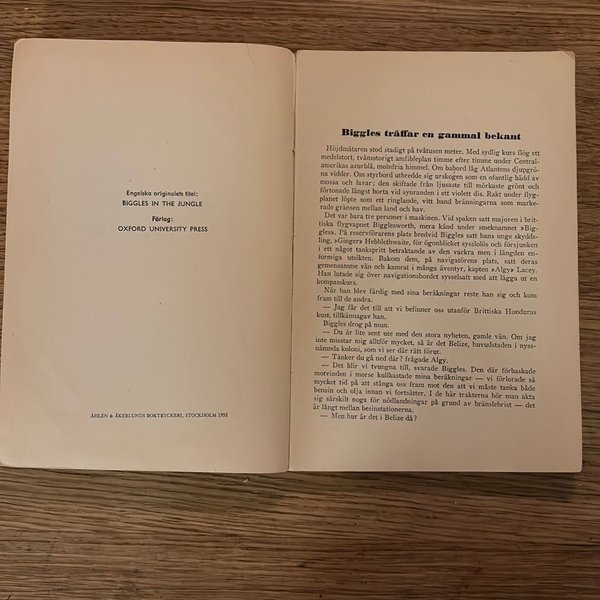 Engelska originalets titel:
BIGGLES IN THE JUNGLE
Förlag:
OXFORD UNIVERSITY PRESS
ÅHLÉN & ÅKERLUNDS BOKTRYCKERI, STOCKHOLM 1955
Biggles träffar en gammal bekant
Höjdmätaren stod stadigt på tvåtusen meter. Med sydlig kurs flög ett
medelstort, tvåmotorigt amfibieplan timme efter timme under Central-
amerikas azurblå, molnfria himmel. Om babord låg Atlantens djupgröna
vidder. Om styrbord utbredde sig urskogen som en ofantlig bädd av
mossa och lavar; den skiftade från ljusaste till mörkaste grönt och
förtonade längst borta vid synranden i ett violett dis. Rakt under flyg-
planet löpte som ett ringlande, vitt band bränningarna som marke-
rade gränsen mellan land och hav.
Det var bara tre personer i maskinen. Vid spaken satt majoren i brit-
tiska flygvapnet Bigglesworth, mera känd under smeknamnet »Big-
gles». På reservförarens plats bredvid Biggles satt hans unge skydds-
ling, »Ginger» Hebblethwaite, för ögonblicket sysslolös och försjunken
i ett något tankspritt betraktande av den vackra men i längden en-
formiga utsikten. Bakom dem, på navigatörens plats, satt deras
gemensamme vän och kamrat i många äventyr, kapten »Algy» Lacey.
Han lutade sig över navigationsbordet sysselsatt med att lägga ut en
kompasskurs.
När han blev färdig med sina beräkningar reste han sig och kom
fram till de andra.
— Jag får det till att vi befinner oss utanför Brittiska Honduras
kust, tillkännagav han.
Biggles drog på mun.
— Du är lite sent ute med den stora nyheten, gamle vän. Om jag
inte misstar mig alltför mycket, så är det Belize, huvudstaden i nyss-
nämnda koloni, som vi ser där rätt förut.
— Tänker du gå ned där? frågade Algy.
— Det blir vi tvungna till, svarade Biggles. Den där förbaskade
motvinden i morse kullkastade mina beräkningar — vi förlorade så
mycket tid på att stånga oss fram mot den att vi måste tanka både
bensin och olja innan vi fortsätter. I de här trakterna bör man akta
sig särskilt noga för nödlandningar på grund av bränslebrist — det
är långt mellan besinstationerna.
— Men hur är det i Belize då?